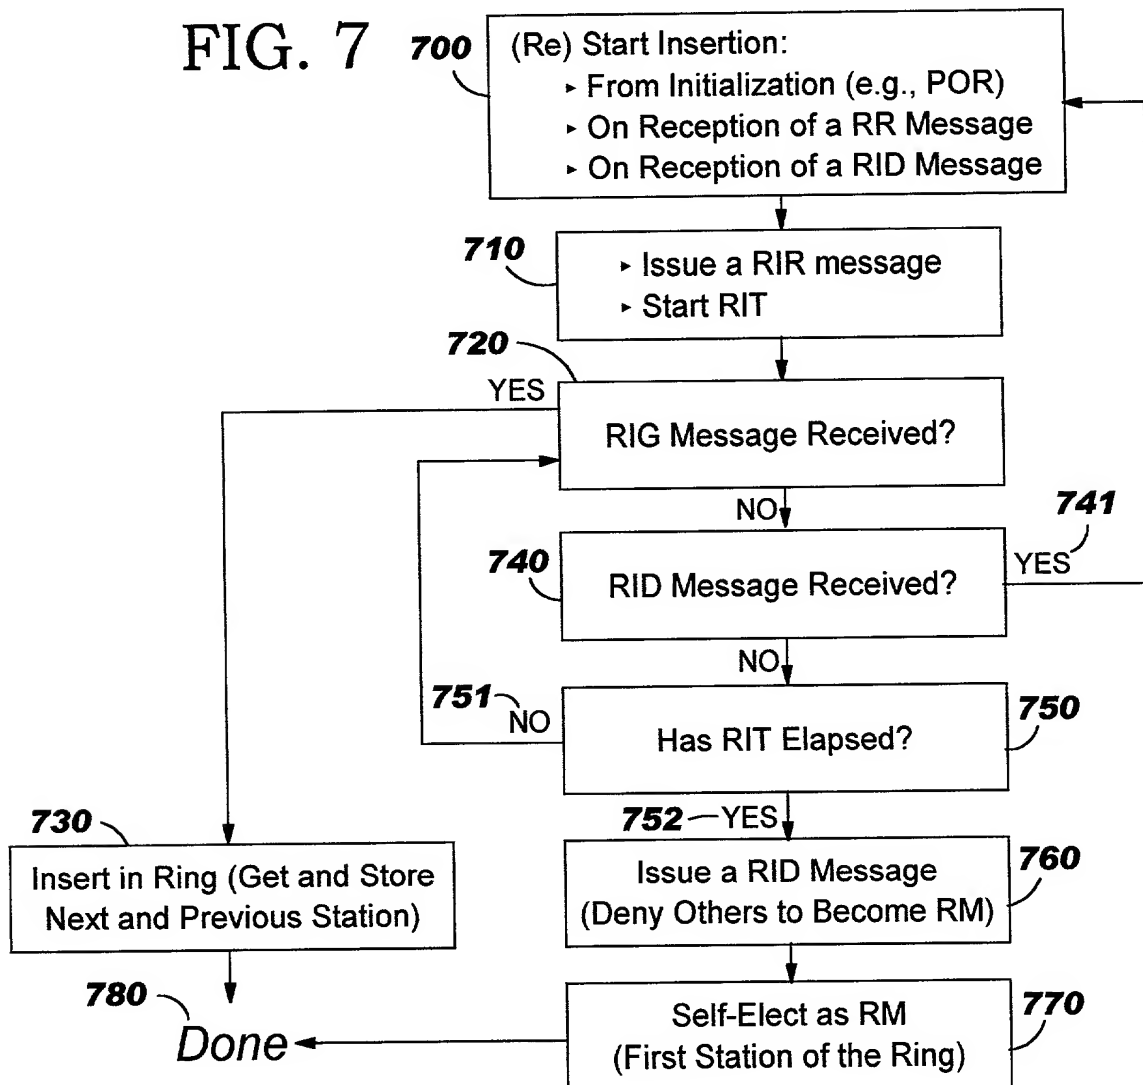 FIG. 7
700
(Re) Start Insertion:
▸ From Initialization (e.g., POR)
▸ On Reception of a RR Message
▸ On Reception of a RID Message
710
▸ Issue a RIR message
▸ Start RIT
720
YES
RIG Message Received?
NO
740
RID Message Received?
741
YES
NO
751
NO
Has RIT Elapsed?
750
752
YES
730
Insert in Ring (Get and Store
Next and Previous Station)
Issue a RID Message
(Deny Others to Become RM)
760
780
Done
Self-Elect as RM
(First Station of the Ring)
770